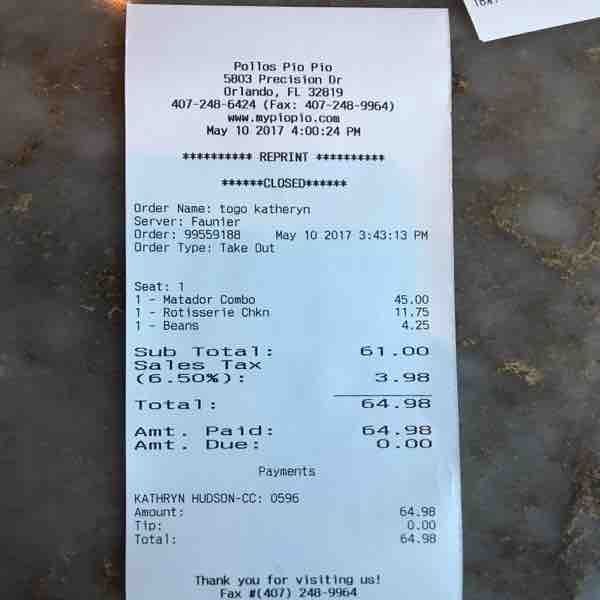 Pollos Pio Pio
5803 Precision Dr
Orlando, FL 32819
407-248-6424 (Fax: 407-248-9964)
www.mypiopio.com
May 10 2017 4:00:24 PM
********** REPRINT **********
******CLOSED******
Order Name: togo katheryn
Server: Faunier
Order: 99559188 May 10 2017 3:43:13 PM
Order Type: Take Out
Seat: 1
1 - Matador Combo 45.00
1 - Rotisserie Chkn 11.75
1 - Beans 4.25
Sub Total: 61.00
Sales Tax
(6.50%): 3.98
Total: 64.98
Amt. Paid: 64.98
Amt. Due: 0.00
Payments
KATHRYN HUDSON-CC: 0596
Amount: 64.98
Tip: 0.00
Total: 64.98
Thank you for visiting us!
Fax #(407) 248-9964